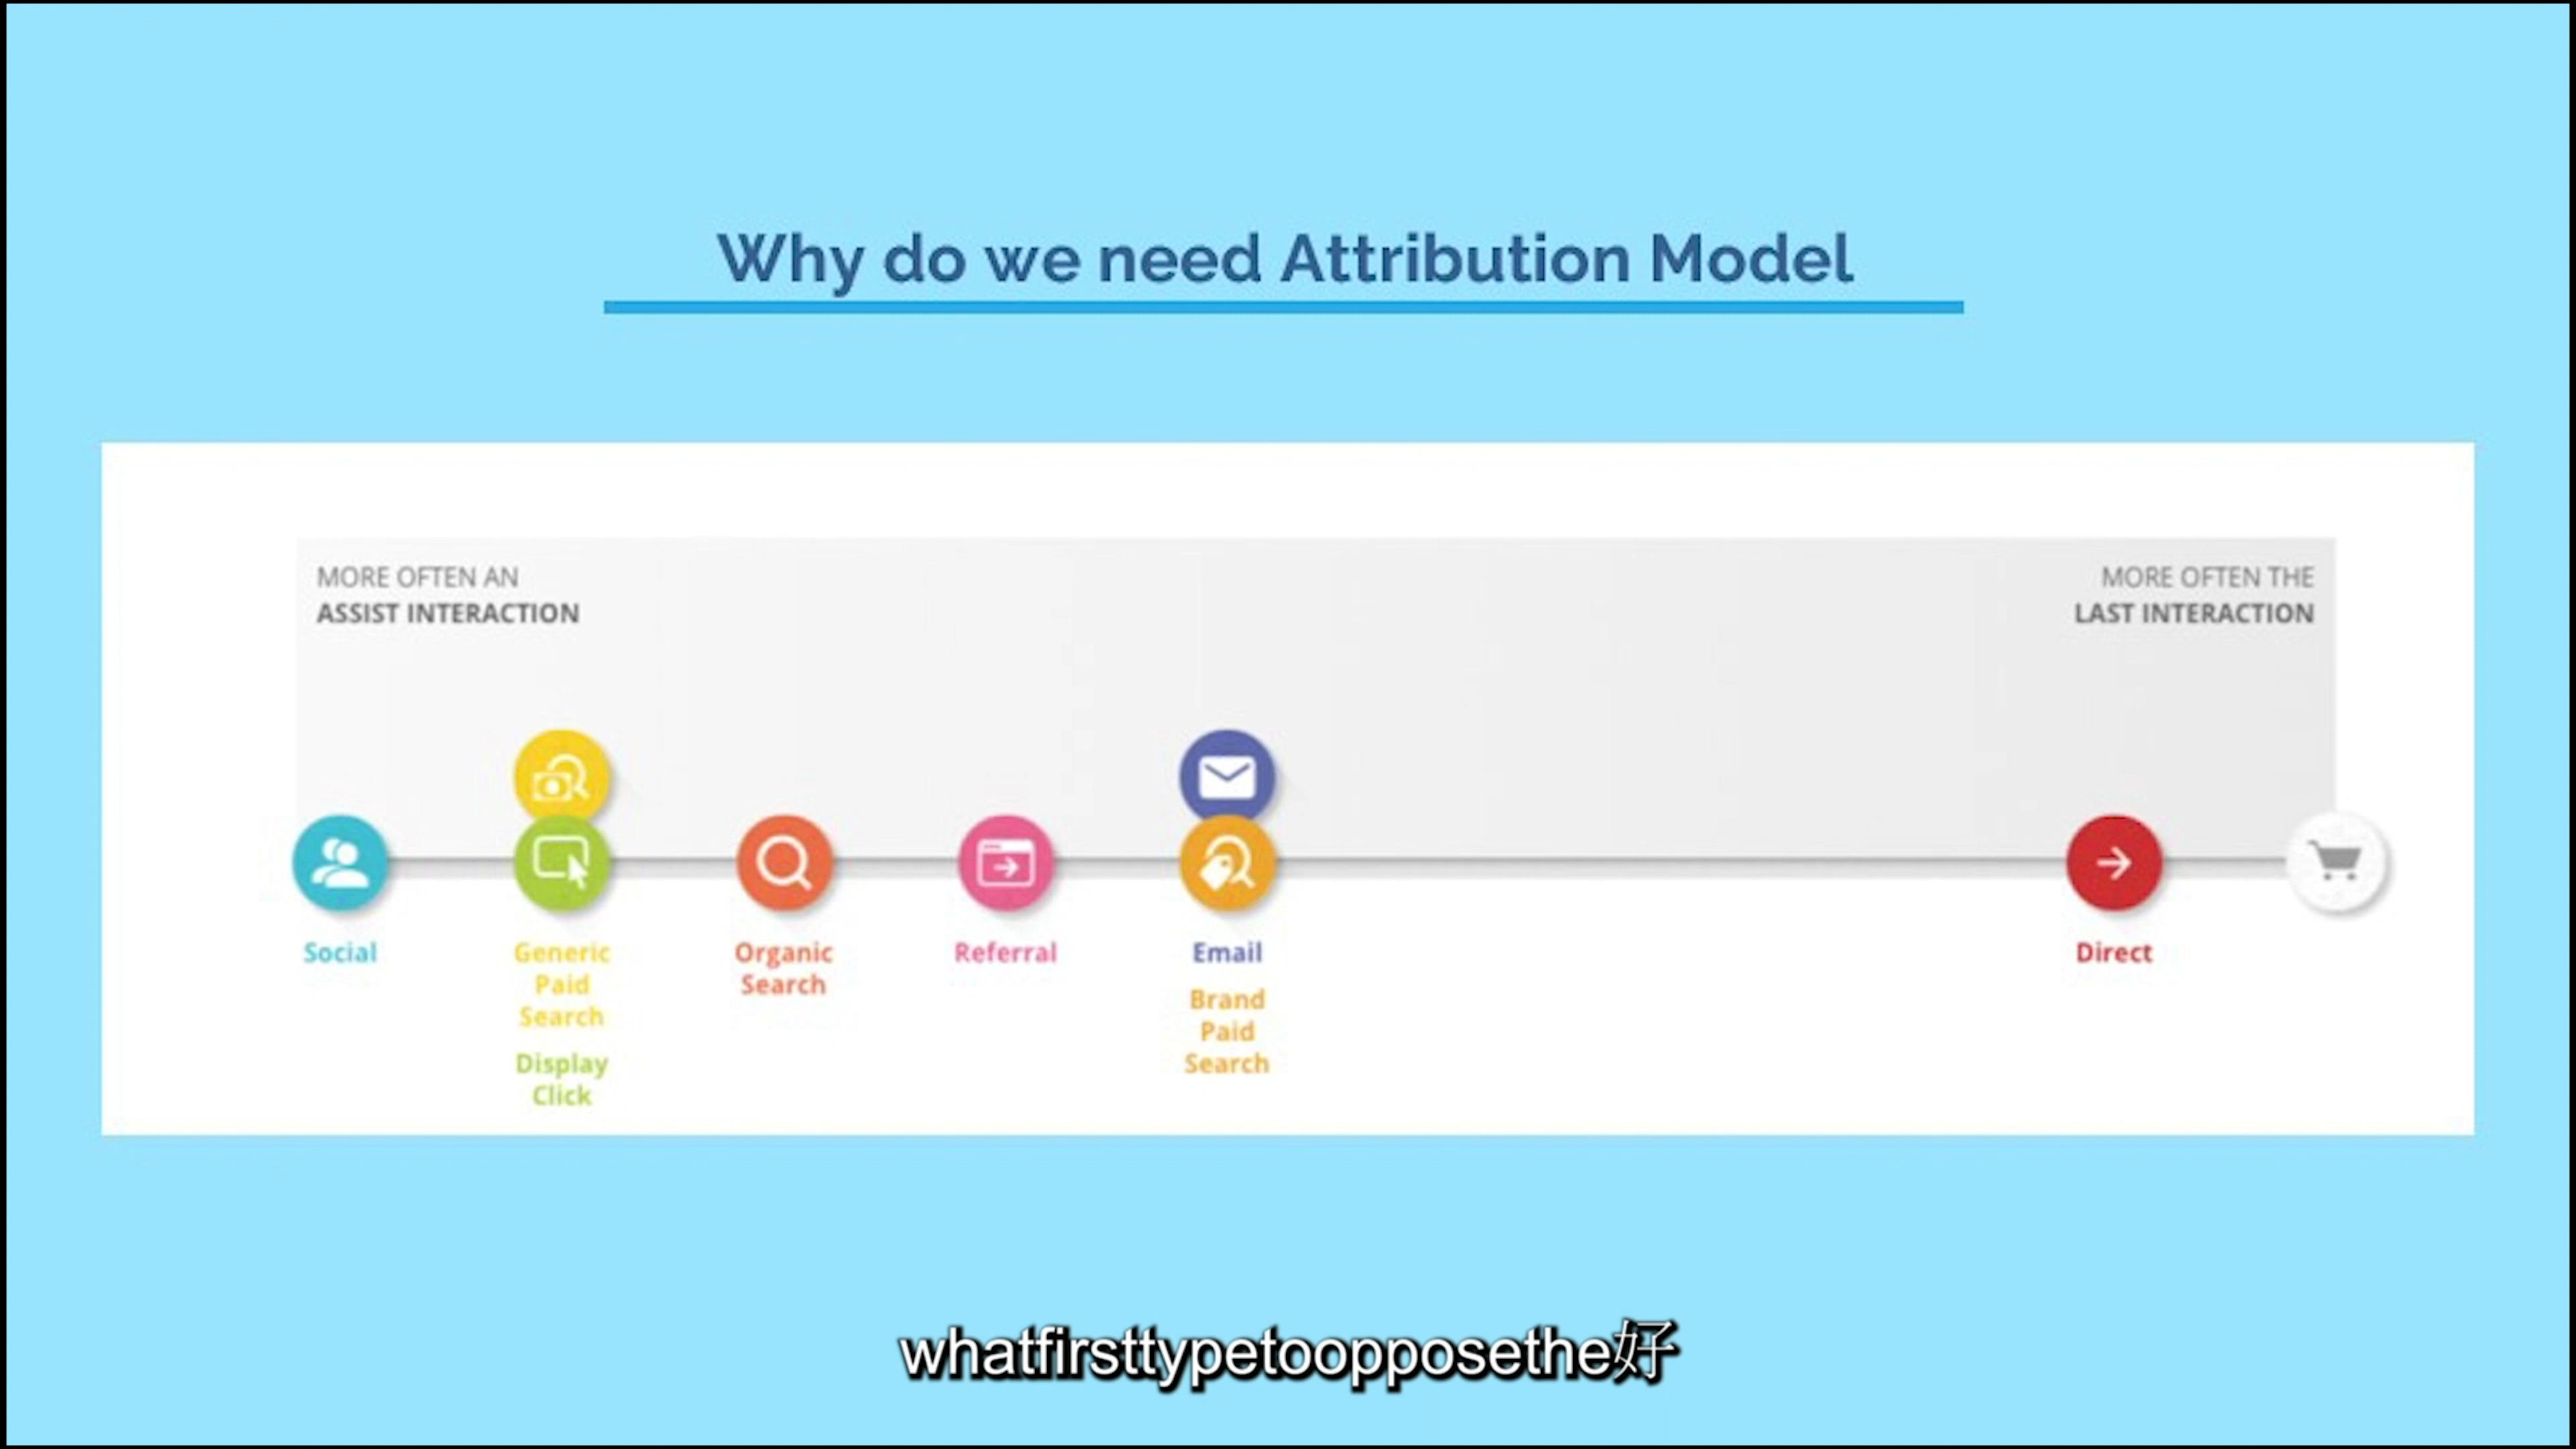 Why do we need Attribution Model
MORE OFTEN AN
ASSIST INTERACTION
MORE OFTEN THE
LAST INTERACTION
Social
Generic
Paid
Search
Display
Click
Organic
Search
Referral
Email
Brand
Paid
Search
Direct
whatfirsttypetoopposethe好